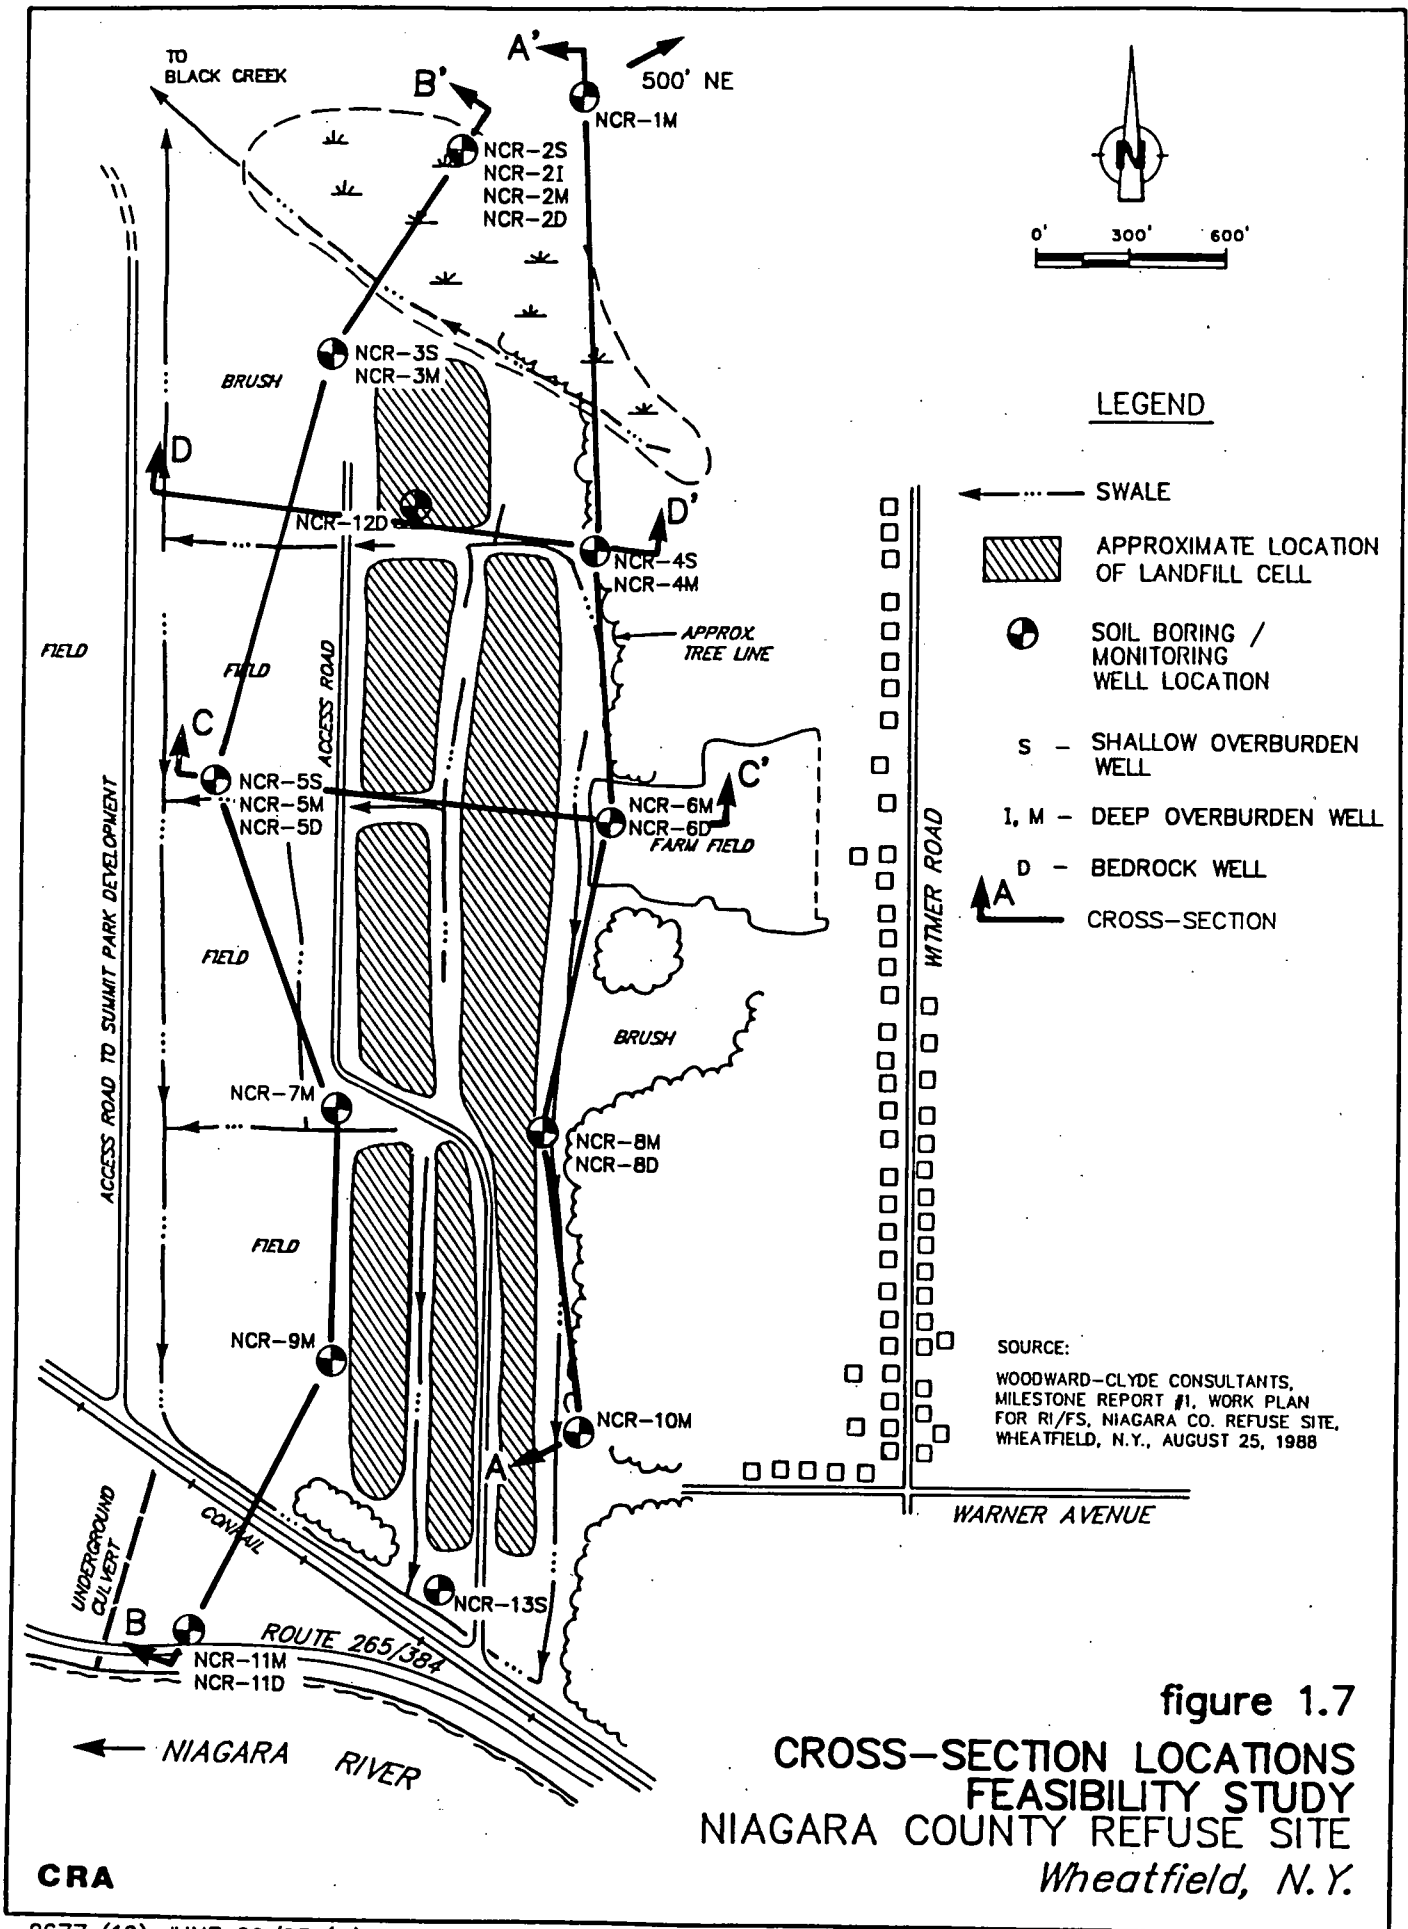 TO
BLACK CREEK
A'
500' NE
B'
NCR-1M
NCR-2S
NCR-2I
NCR-2M
NCR-2D
N
0' 300' 600'
NCR-3S
NCR-3M
BRUSH
LEGEND
SWALE
APPROXIMATE LOCATION
OF LANDFILL CELL
SOIL BORING /
MONITORING
WELL LOCATION
S - SHALLOW OVERBURDEN
WELL
I, M - DEEP OVERBURDEN WELL
D - BEDROCK WELL
A
CROSS-SECTION
D
D'
NCR-12D
NCR-4S
NCR-4M
APPROX.
TREE LINE
FIELD
FIELD
ACCESS ROAD
C
C'
NCR-5S
NCR-5M
NCR-5D
NCR-6M
NCR-6D
FARM FIELD
WITMER ROAD
ACCESS ROAD TO SUMMIT PARK DEVELOPMENT
FIELD
BRUSH
NCR-7M
NCR-8M
NCR-8D
FIELD
NCR-9M
NCR-10M
A
SOURCE:
WOODWARD-CLYDE CONSULTANTS,
MILESTONE REPORT #1, WORK PLAN
FOR RI/FS, NIAGARA CO. REFUSE SITE,
WHEATFIELD, N.Y., AUGUST 25, 1988
WARNER AVENUE
CONRAIL
UNDERGROUND
CULVERT
NCR-13S
B
ROUTE 265/384
NCR-11M
NCR-11D
NIAGARA RIVER
figure 1.7
CROSS-SECTION LOCATIONS
FEASIBILITY STUDY
NIAGARA COUNTY REFUSE SITE
Wheatfield, N.Y.
CRA